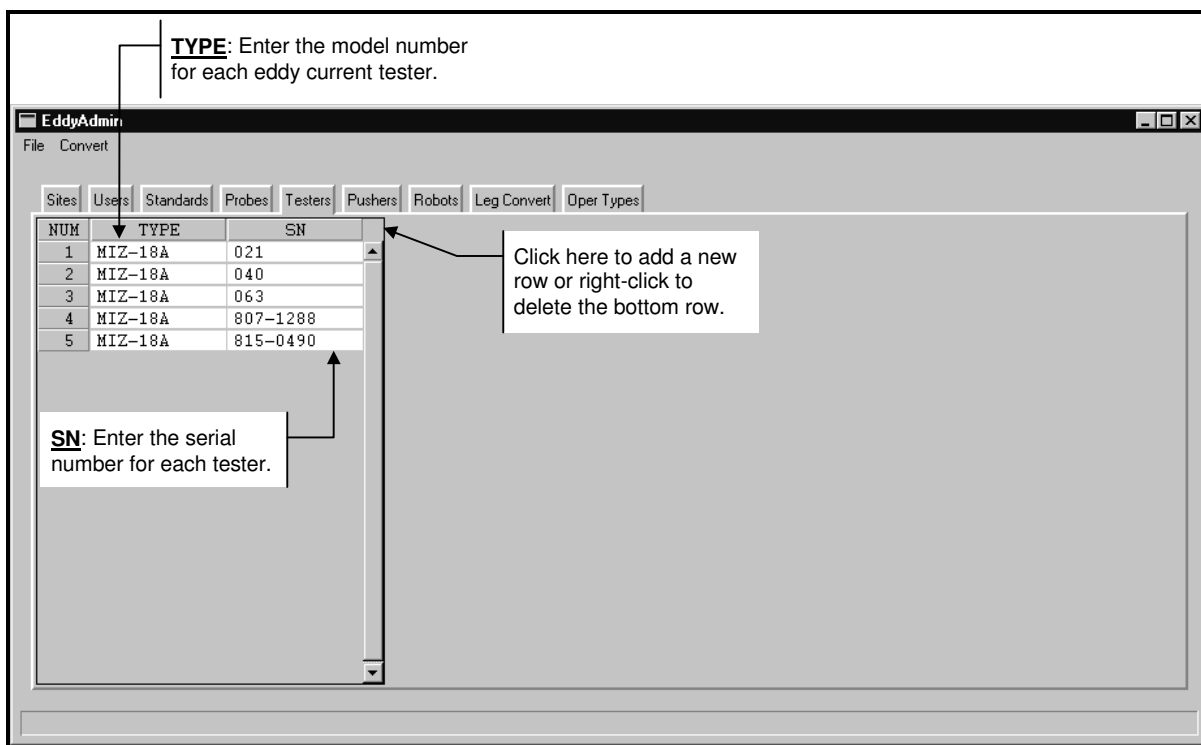 TYPE: Enter the model number
for each eddy current tester.
EddyAdmin
File Convert
Sites Users Standards Probes Testers Pushers Robots Leg Convert Oper Types
NUM TYPE SN
1 MIZ-18A 021
2 MIZ-18A 040
3 MIZ-18A 063
4 MIZ-18A 807-1288
5 MIZ-18A 815-0490
Click here to add a new
row or right-click to
delete the bottom row.
SN: Enter the serial
number for each tester.